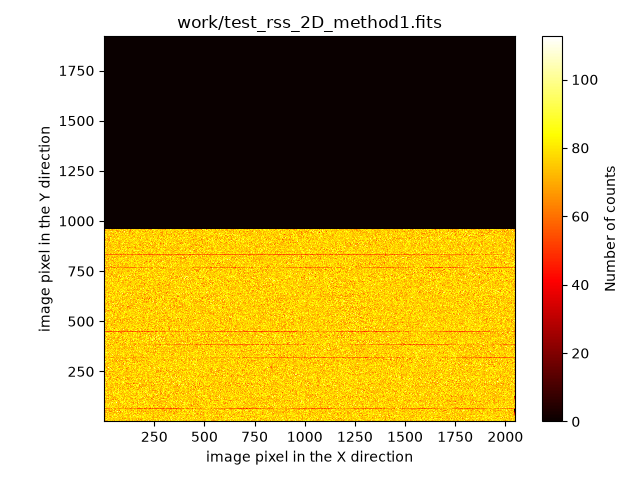 work/test_rss_2D_method1.fits
1750
1500
1250
1000
750
500
250
image pixel in the Y direction
250 500 750 1000 1250 1500 1750 2000
image pixel in the X direction
100
80
60
40
20
0
Number of counts